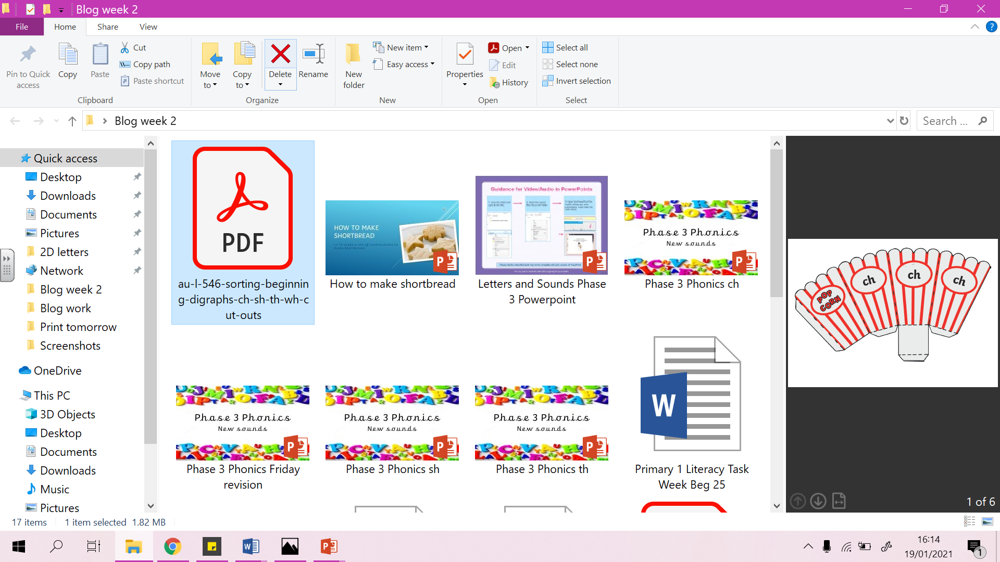 Blog week 2
File Home Share View
Pin to Quick access
Copy
Paste
Cut
Copy path
Paste shortcut
Clipboard
Move to
Copy to
Delete
Rename
Organize
New folder
New item
Easy access
New
Properties
Open
Edit
History
Open
Select all
Select none
Invert selection
Select
Blog week 2
Search ...
Quick access
Desktop
Downloads
Documents
Pictures
2D letters
Network
Blog week 2
Blog work
Print tomorrow
Screenshots
OneDrive
This PC
3D Objects
Desktop
Documents
Downloads
Music
Pictures
PDF
au-l-546-sorting-beginnin
g-digraphs-ch-sh-th-wh-c
ut-outs
HOW TO MAKE
SHORTBREAD
How to make shortbread
Guidance for Video/Audio in PowerPoints
Letters and Sounds Phase
3 Powerpoint
Phase 3 Phonics
New sounds
Phase 3 Phonics ch
Phase 3 Phonics
New sounds
Phase 3 Phonics Friday
revision
Phase 3 Phonics
New sounds
Phase 3 Phonics sh
Phase 3 Phonics
New sounds
Phase 3 Phonics th
W
Primary 1 Literacy Task
Week Beg 25
POP
CORN
ch
ch
ch
1 of 6
17 items 1 item selected 1.82 MB
16:14
19/01/2021
1